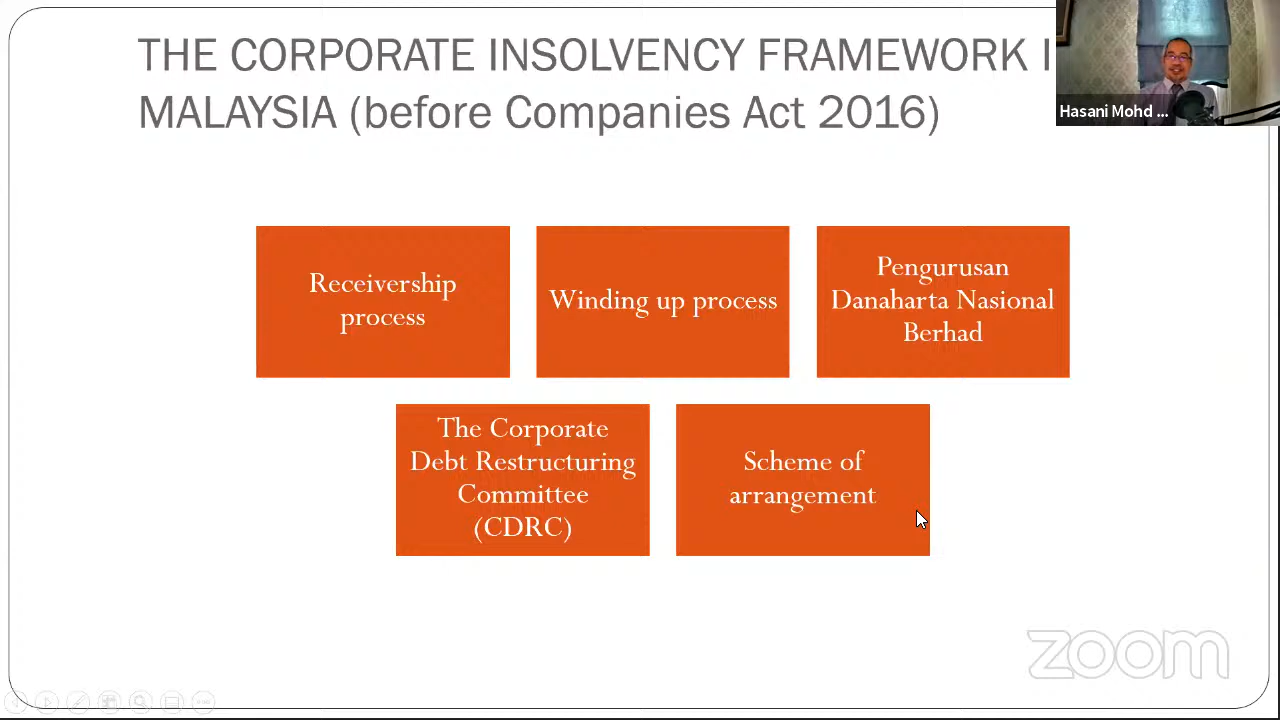 THE CORPORATE INSOLVENCY FRAMEWORK I
MALAYSIA (before Companies Act 2016)
Hasani Mohd ...
Receivership
process
Winding up process
Pengurusan
Danaharta Nasional
Berhad
The Corporate
Debt Restructuring
Committee
(CDRC)
Scheme of
arrangement
zoom